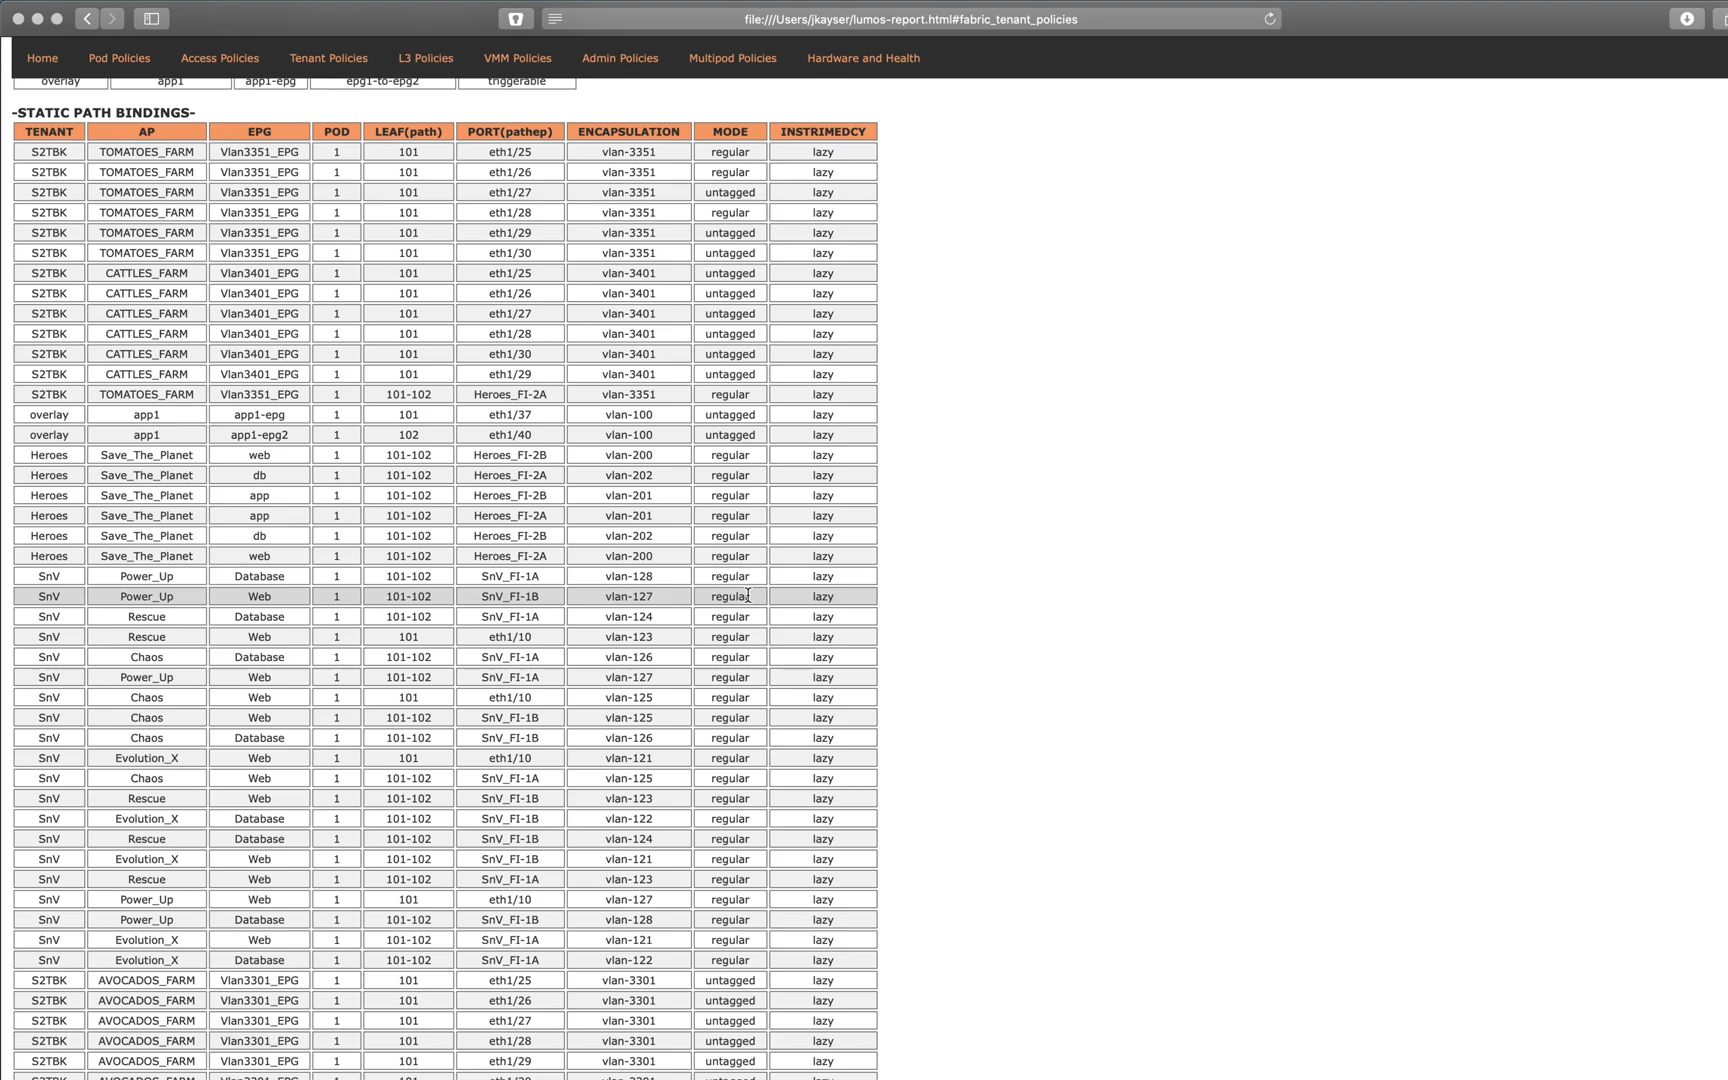 file:///Users/jkayser/lumos-report.html#fabric_tenant_policies
Home Pod Policies Access Policies Tenant Policies L3 Policies VMM Policies Admin Policies Multipod Policies Hardware and Health
overlay app1 app1-epg epg1-to-epg2 triggerable
-STATIC PATH BINDINGS-
TENANT AP EPG POD LEAF(path) PORT(pathep) ENCAPSULATION MODE INSTRIMEDCY
S2TBK TOMATOES_FARM Vlan3351_EPG 1 101 eth1/25 vlan-3351 regular lazy
S2TBK TOMATOES_FARM Vlan3351_EPG 1 101 eth1/26 vlan-3351 regular lazy
S2TBK TOMATOES_FARM Vlan3351_EPG 1 101 eth1/27 vlan-3351 untagged lazy
S2TBK TOMATOES_FARM Vlan3351_EPG 1 101 eth1/28 vlan-3351 regular lazy
S2TBK TOMATOES_FARM Vlan3351_EPG 1 101 eth1/29 vlan-3351 untagged lazy
S2TBK TOMATOES_FARM Vlan3351_EPG 1 101 eth1/30 vlan-3351 untagged lazy
S2TBK CATTLES_FARM Vlan3401_EPG 1 101 eth1/25 vlan-3401 untagged lazy
S2TBK CATTLES_FARM Vlan3401_EPG 1 101 eth1/26 vlan-3401 untagged lazy
S2TBK CATTLES_FARM Vlan3401_EPG 1 101 eth1/27 vlan-3401 untagged lazy
S2TBK CATTLES_FARM Vlan3401_EPG 1 101 eth1/28 vlan-3401 untagged lazy
S2TBK CATTLES_FARM Vlan3401_EPG 1 101 eth1/30 vlan-3401 untagged lazy
S2TBK CATTLES_FARM Vlan3401_EPG 1 101 eth1/29 vlan-3401 untagged lazy
S2TBK TOMATOES_FARM Vlan3351_EPG 1 101-102 Heroes_FI-2A vlan-3351 regular lazy
overlay app1 app1-epg 1 101 eth1/37 vlan-100 untagged lazy
overlay app1 app1-epg2 1 102 eth1/40 vlan-100 untagged lazy
Heroes Save_The_Planet web 1 101-102 Heroes_FI-2B vlan-200 regular lazy
Heroes Save_The_Planet db 1 101-102 Heroes_FI-2A vlan-202 regular lazy
Heroes Save_The_Planet app 1 101-102 Heroes_FI-2B vlan-201 regular lazy
Heroes Save_The_Planet app 1 101-102 Heroes_FI-2A vlan-201 regular lazy
Heroes Save_The_Planet db 1 101-102 Heroes_FI-2B vlan-202 regular lazy
Heroes Save_The_Planet web 1 101-102 Heroes_FI-2A vlan-200 regular lazy
SnV Power_Up Database 1 101-102 SnV_FI-1A vlan-128 regular lazy
SnV Power_Up Web 1 101-102 SnV_FI-1B vlan-127 regular lazy
SnV Rescue Database 1 101-102 SnV_FI-1A vlan-124 regular lazy
SnV Rescue Web 1 101 eth1/10 vlan-123 regular lazy
SnV Chaos Database 1 101-102 SnV_FI-1A vlan-126 regular lazy
SnV Power_Up Web 1 101-102 SnV_FI-1A vlan-127 regular lazy
SnV Chaos Web 1 101 eth1/10 vlan-125 regular lazy
SnV Chaos Web 1 101-102 SnV_FI-1B vlan-125 regular lazy
SnV Chaos Database 1 101-102 SnV_FI-1B vlan-126 regular lazy
SnV Evolution_X Web 1 101 eth1/10 vlan-121 regular lazy
SnV Chaos Web 1 101-102 SnV_FI-1A vlan-125 regular lazy
SnV Rescue Web 1 101-102 SnV_FI-1B vlan-123 regular lazy
SnV Evolution_X Database 1 101-102 SnV_FI-1B vlan-122 regular lazy
SnV Rescue Database 1 101-102 SnV_FI-1B vlan-124 regular lazy
SnV Evolution_X Web 1 101-102 SnV_FI-1B vlan-121 regular lazy
SnV Rescue Web 1 101-102 SnV_FI-1A vlan-123 regular lazy
SnV Power_Up Web 1 101 eth1/10 vlan-127 regular lazy
SnV Power_Up Database 1 101-102 SnV_FI-1B vlan-128 regular lazy
SnV Evolution_X Web 1 101-102 SnV_FI-1A vlan-121 regular lazy
SnV Evolution_X Database 1 101-102 SnV_FI-1A vlan-122 regular lazy
S2TBK AVOCADOS_FARM Vlan3301_EPG 1 101 eth1/25 vlan-3301 untagged lazy
S2TBK AVOCADOS_FARM Vlan3301_EPG 1 101 eth1/26 vlan-3301 untagged lazy
S2TBK AVOCADOS_FARM Vlan3301_EPG 1 101 eth1/27 vlan-3301 untagged lazy
S2TBK AVOCADOS_FARM Vlan3301_EPG 1 101 eth1/28 vlan-3301 untagged lazy
S2TBK AVOCADOS_FARM Vlan3301_EPG 1 101 eth1/29 vlan-3301 untagged lazy